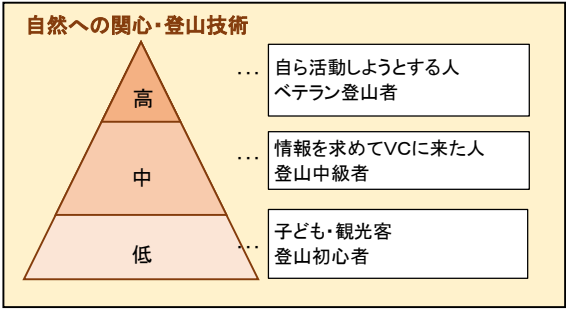 自然への関心・登山技術
高
… 自ら活動しようとする人
ベテラン登山者
中
… 情報を求めてVCに来た人
登山中級者
低
… 子ども・観光客
登山初心者